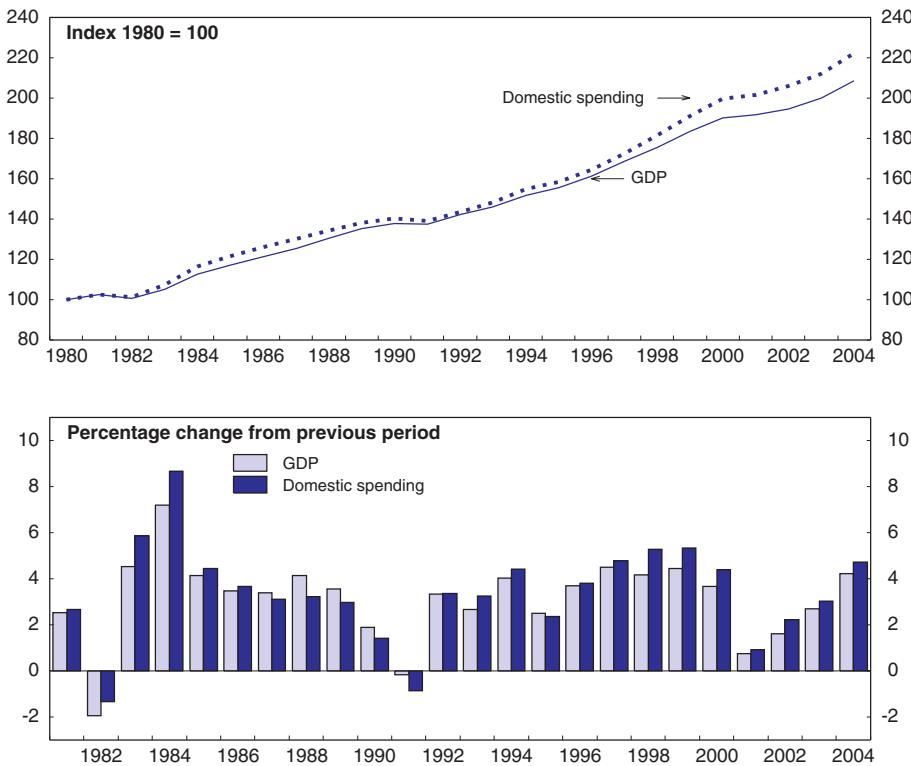 240 240
Index 1980 = 100
220 220
200 Domestic spending 200
180 180
160 GDP 160
140 140
120 120
100 100
80 80
1980 1982 1984 1986 1988 1990 1992 1994 1996 1998 2000 2002 2004
Percentage change from previous period
10 10
GDP
Domestic spending
8 8
6 6
4 4
2 2
0 0
-2 -2
1982 1984 1986 1988 1990 1992 1994 1996 1998 2000 2002 2004